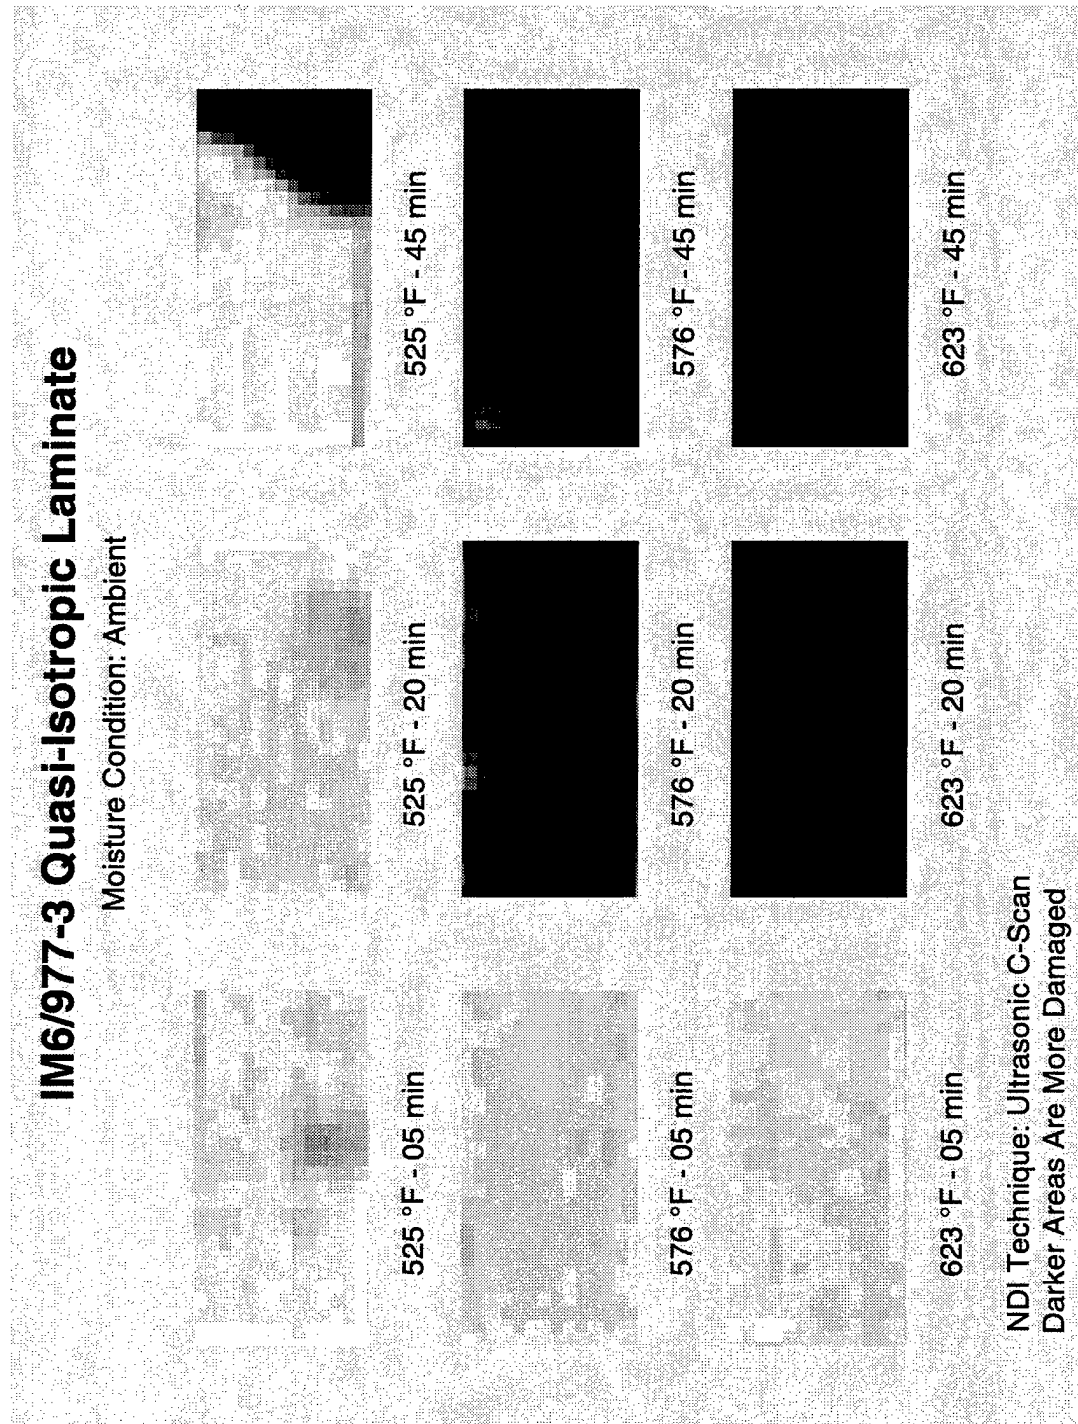 IM6/977-3 Quasi-Isotropic Laminate
Moisture Condition: Ambient
525 °F - 05 min
525 °F - 20 min
525 °F - 45 min
576 °F - 05 min
576 °F - 20 min
576 °F - 45 min
623 °F - 05 min
623 °F - 20 min
623 °F - 45 min
NDI Technique: Ultrasonic C-Scan
Darker Areas Are More Damaged